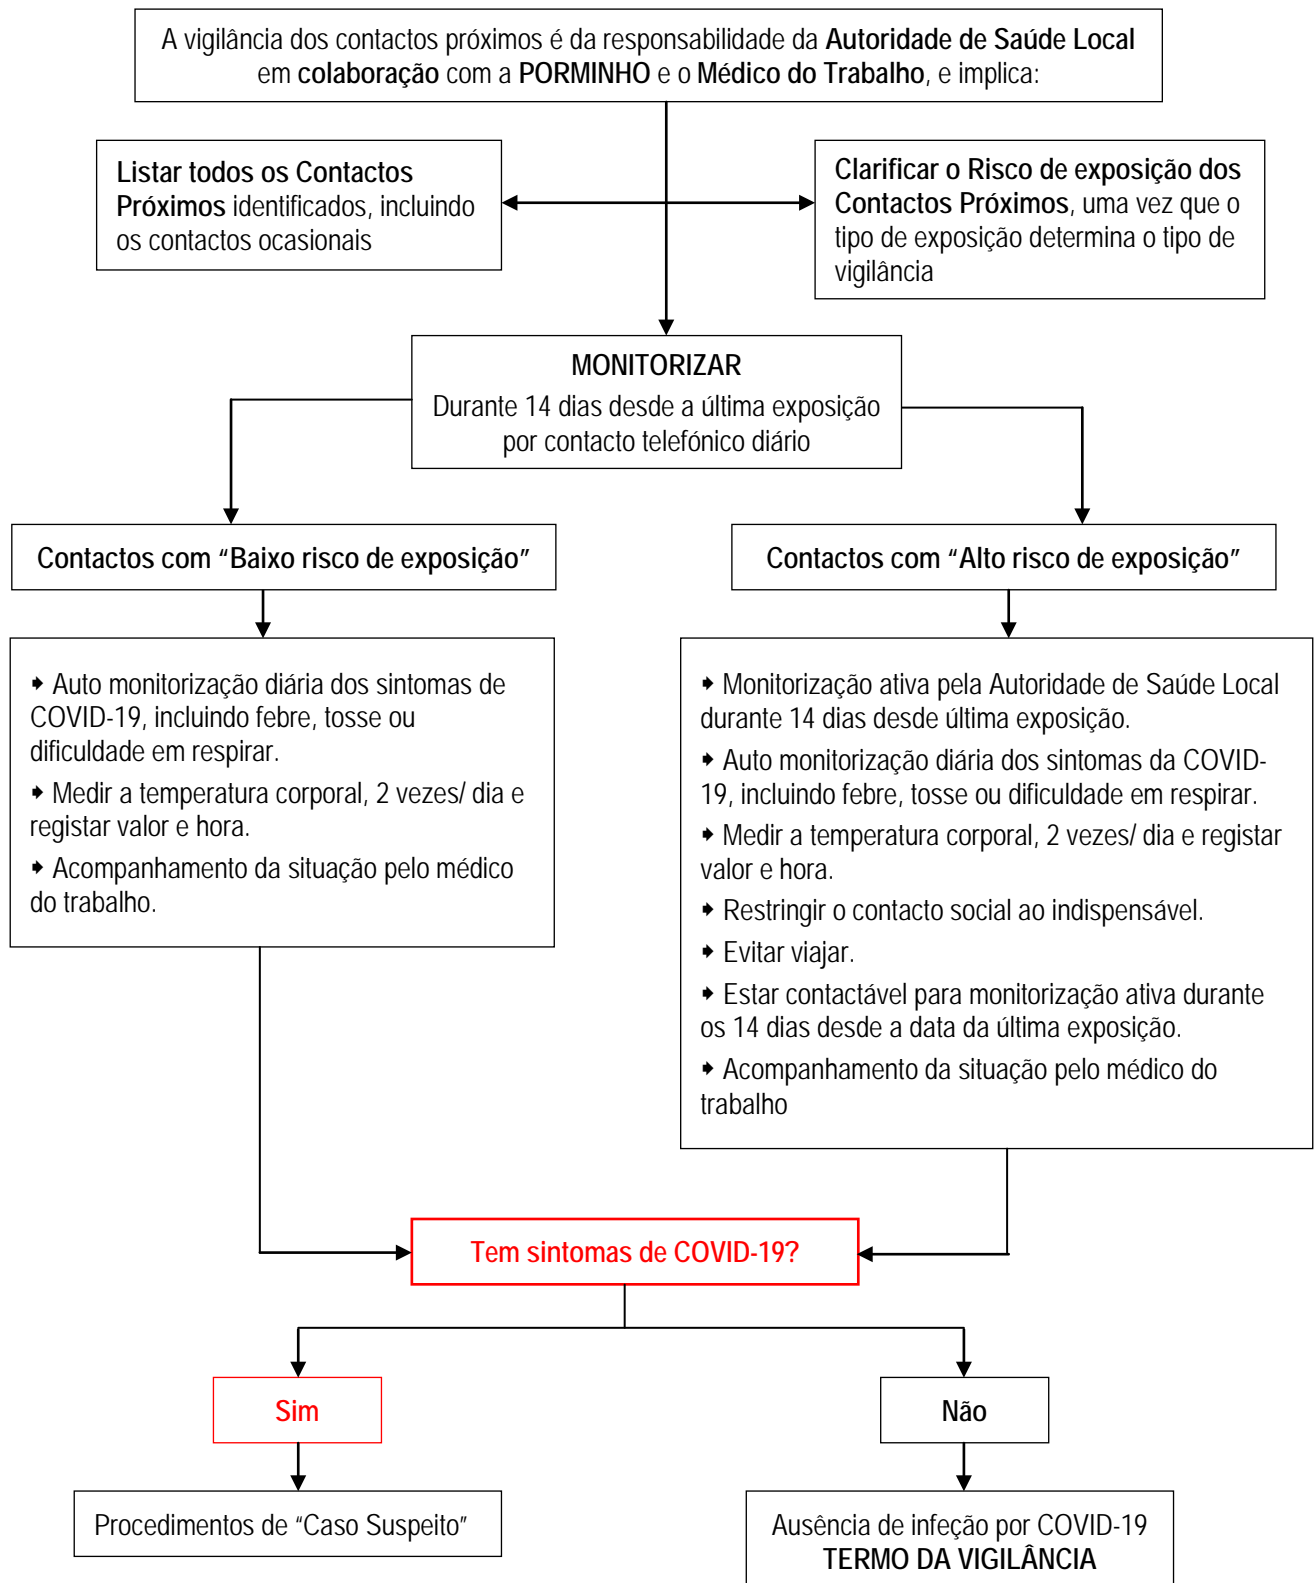 A vigilância dos contactos próximos é da responsabilidade da Autoridade de Saúde Local
em colaboração com a PORMINHO e o Médico do Trabalho, e implica:
Listar todos os Contactos
Próximos identificados, incluindo
os contactos ocasionais
Clarificar o Risco de exposição dos
Contactos Próximos, uma vez que o
tipo de exposição determina o tipo de
vigilância
MONITORIZAR
Durante 14 dias desde a última exposição
por contacto telefónico diário
Contactos com “Baixo risco de exposição”
Contactos com “Alto risco de exposição”
➧ Auto monitorização diária dos sintomas de
COVID-19, incluindo febre, tosse ou
dificuldade em respirar.
➧ Medir a temperatura corporal, 2 vezes/ dia e
registar valor e hora.
➧ Acompanhamento da situação pelo médico
do trabalho.
➧ Monitorização ativa pela Autoridade de Saúde Local
durante 14 dias desde última exposição.
➧ Auto monitorização diária dos sintomas da COVID-
19, incluindo febre, tosse ou dificuldade em respirar.
➧ Medir a temperatura corporal, 2 vezes/ dia e registar
valor e hora.
➧ Restringir o contacto social ao indispensável.
➧ Evitar viajar.
➧ Estar contactável para monitorização ativa durante
os 14 dias desde a data da última exposição.
➧ Acompanhamento da situação pelo médico do
trabalho
Tem sintomas de COVID-19?
Sim
Não
Procedimentos de “Caso Suspeito”
Ausência de infeção por COVID-19
TERMO DA VIGILÂNCIA